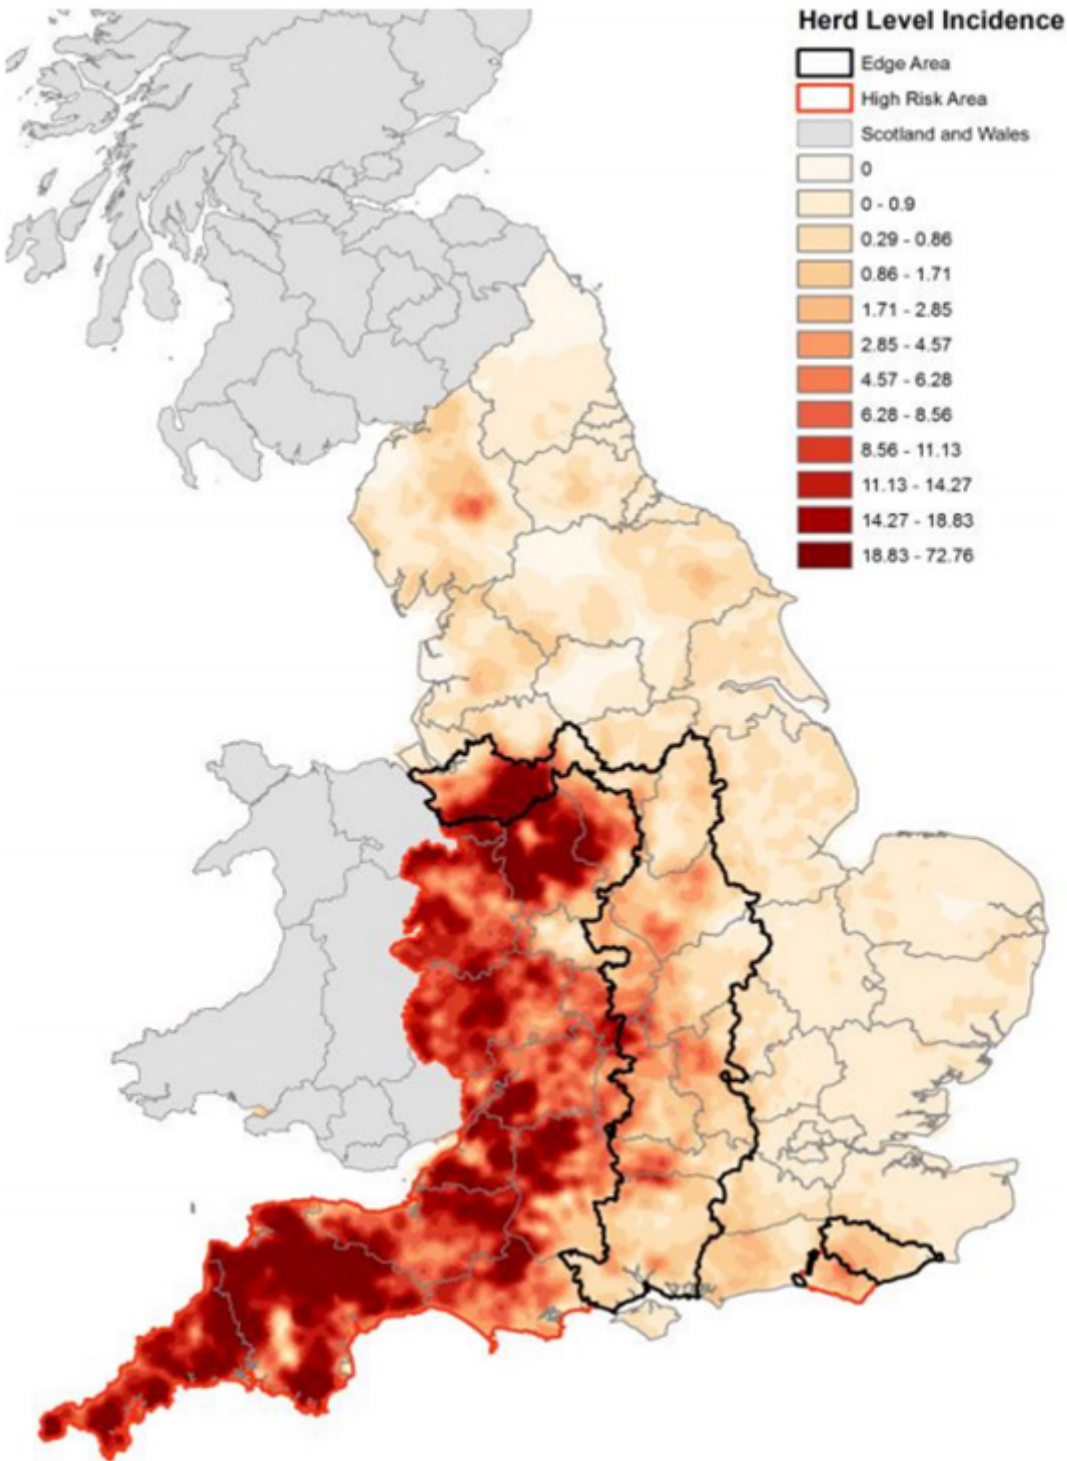 Herd Level Incidence
Edge Area
High Risk Area
Scotland and Wales
0
0 - 0.9
0.29 - 0.86
0.86 - 1.71
1.71 - 2.85
2.85 - 4.57
4.57 - 6.28
6.28 - 8.56
8.56 - 11.13
11.13 - 14.27
14.27 - 18.83
18.83 - 72.76